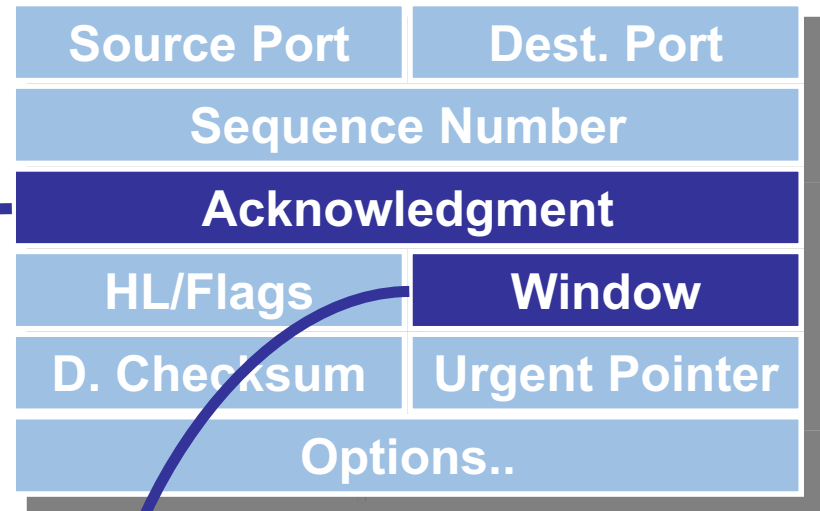 Source Port Dest. Port
Sequence Number
Acknowledgment
HL/Flags Window
D. Checksum Urgent Pointer
Options..